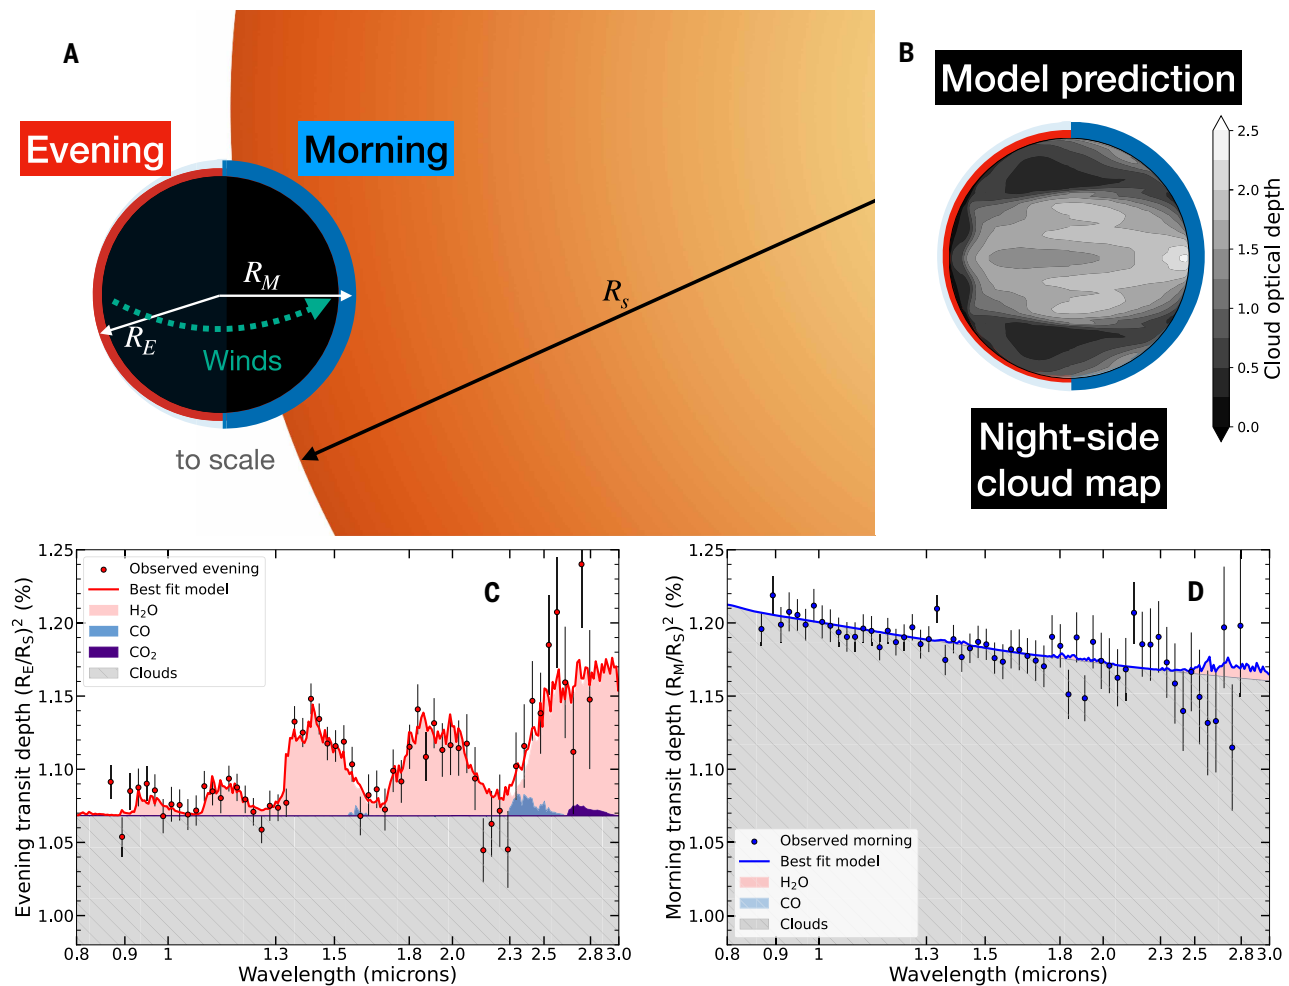 A
Evening
Morning
R_M
R_E
Winds
to scale
R_s
B
Model prediction
2.5
2.0
1.5
1.0
0.5
0.0
Cloud optical depth
Night-side
cloud map
C
Evening transit depth (R_E/R_S)² (%)
1.25
1.20
1.15
1.10
1.05
1.00
Observed evening
Best fit model
H₂O
CO
CO₂
Clouds
0.8 0.9 1 1.3 1.5 1.8 2.0 2.3 2.5 2.8 3.0
Wavelength (microns)
D
Morning transit depth (R_M/R_S)² (%)
1.25
1.20
1.15
1.10
1.05
1.00
Observed morning
Best fit model
H₂O
CO
Clouds
0.8 0.9 1 1.3 1.5 1.8 2.0 2.3 2.5 2.8 3.0
Wavelength (microns)